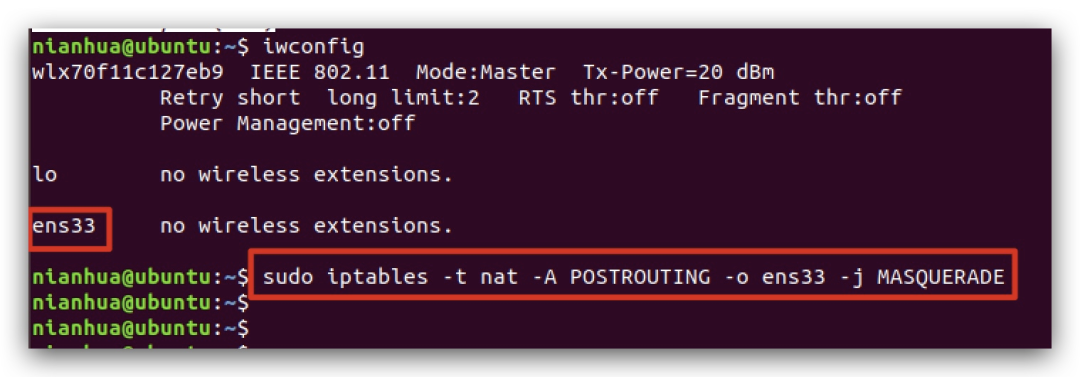 nianhua@ubuntu:~$ iwconfig
wlx70f11c127eb9  IEEE 802.11  Mode:Master  Tx-Power=20 dBm
          Retry short  long limit:2   RTS thr:off   Fragment thr:off
          Power Management:off
lo        no wireless extensions.
ens33     no wireless extensions.
nianhua@ubuntu:~$ sudo iptables -t nat -A POSTROUTING -o ens33 -j MASQUERADE
nianhua@ubuntu:~$
nianhua@ubuntu:~$